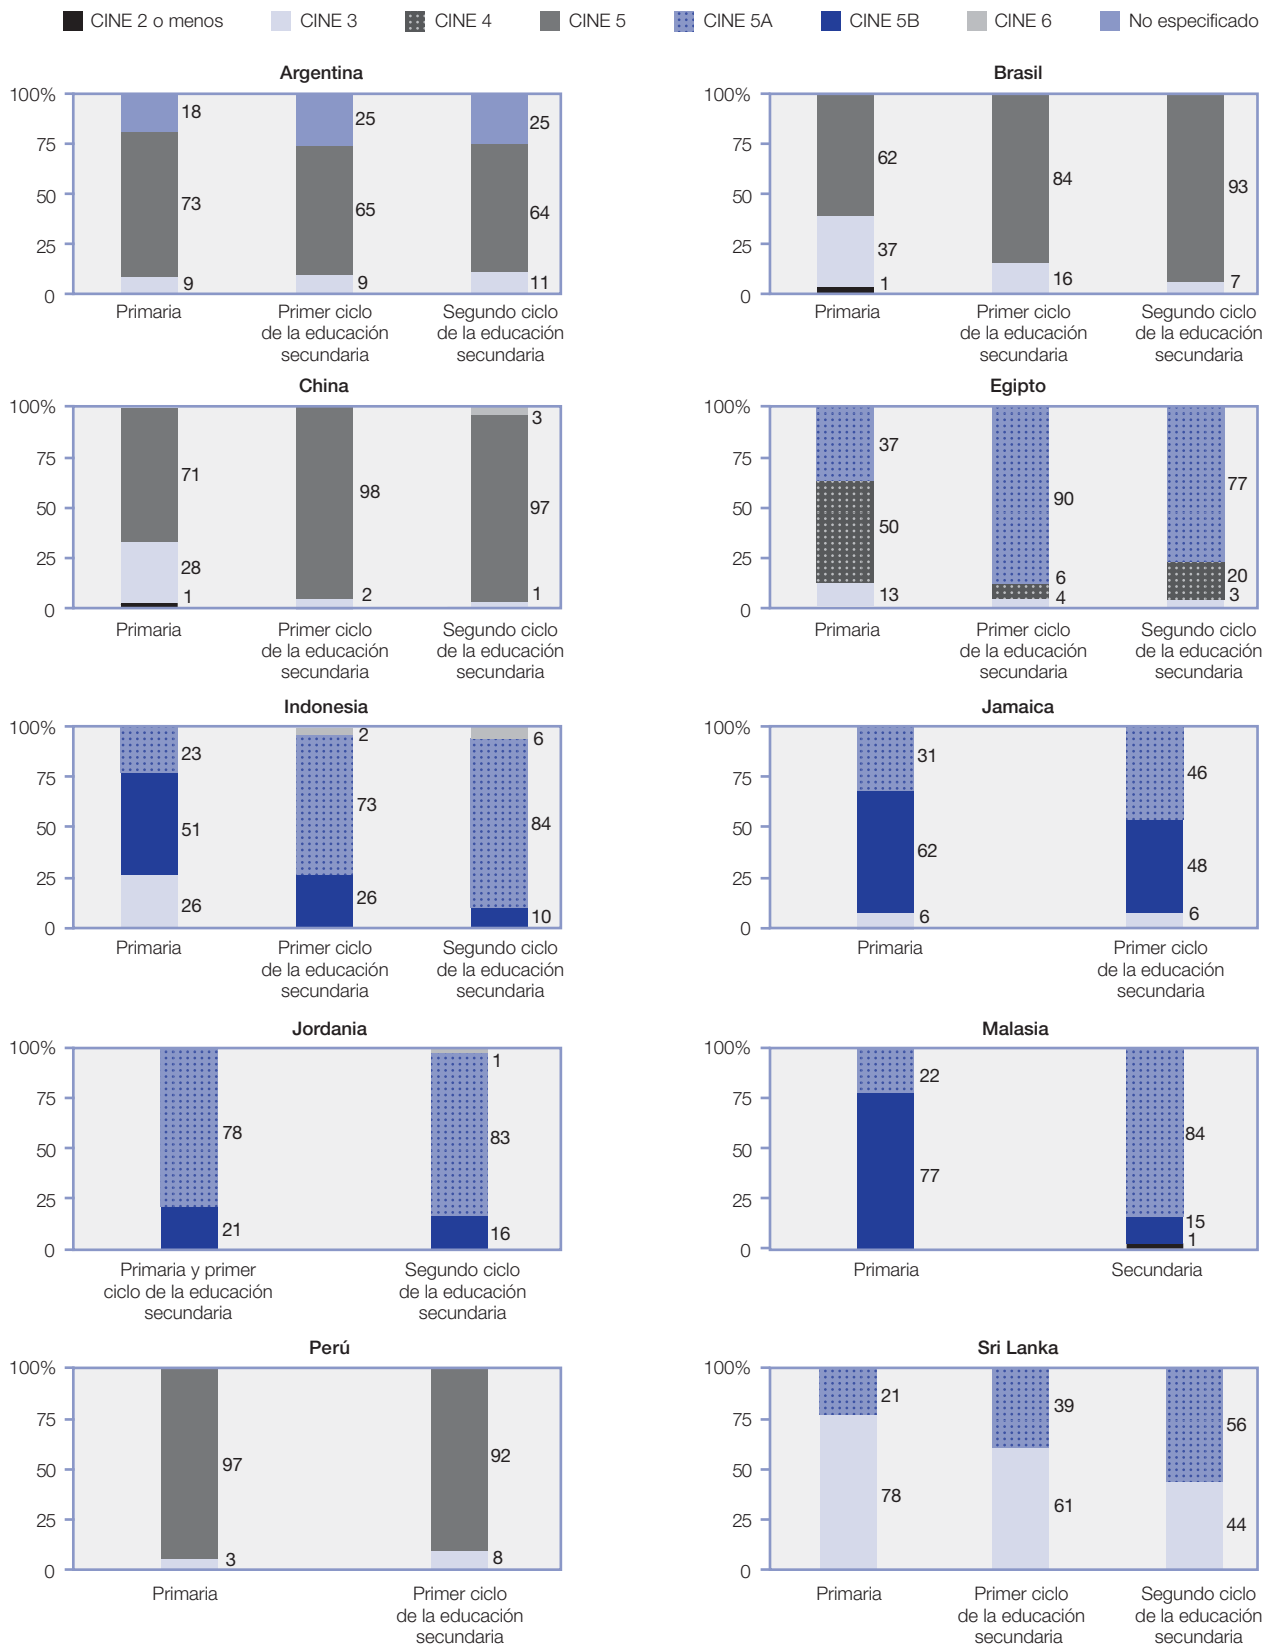 CINE 2 o menos CINE 3 CINE 4 CINE 5 CINE 5A CINE 5B CINE 6 No especificado
Argentina
100%
75
50
25
0
18
73
9
25
65
9
25
64
11
Primaria
Primer ciclo
de la educación
secundaria
Segundo ciclo
de la educación
secundaria
Brasil
100%
75
50
25
0
62
37
1
84
16
93
7
Primaria
Primer ciclo
de la educación
secundaria
Segundo ciclo
de la educación
secundaria
China
100%
75
50
25
0
71
28
1
98
2
3
97
1
Primaria
Primer ciclo
de la educación
secundaria
Segundo ciclo
de la educación
secundaria
Egipto
100%
75
50
25
0
37
50
13
90
6
4
77
20
3
Primaria
Primer ciclo
de la educación
secundaria
Segundo ciclo
de la educación
secundaria
Indonesia
100%
75
50
25
0
23
51
26
2
73
26
6
84
10
Primaria
Primer ciclo
de la educación
secundaria
Segundo ciclo
de la educación
secundaria
Jamaica
100%
75
50
25
0
31
62
6
46
48
6
Primaria
Primer ciclo
de la educación
secundaria
Jordania
100%
75
50
25
0
78
21
1
83
16
Primaria y primer
ciclo de la educación
secundaria
Segundo ciclo
de la educación
secundaria
Malasia
100%
75
50
25
0
22
77
84
15
1
Primaria
Secundaria
Perú
100%
75
50
25
0
97
3
92
8
Primaria
Primer ciclo
de la educación
secundaria
Sri Lanka
100%
75
50
25
0
21
78
39
61
56
44
Primaria
Primer ciclo
de la educación
secundaria
Segundo ciclo
de la educación
secundaria